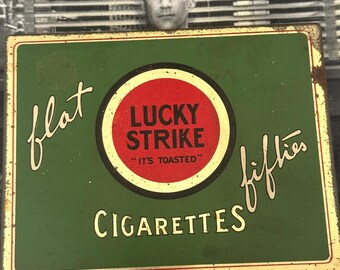 flat
LUCKY
STRIKE
"IT'S TOASTED"
fifties
CIGARETTES